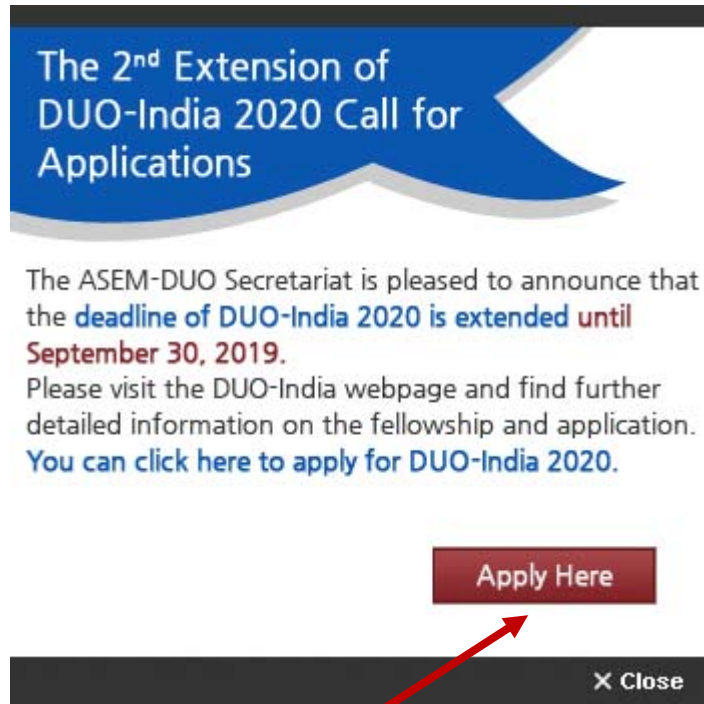 The 2nd Extension of
DUO-India 2020 Call for
Applications
The ASEM-DUO Secretariat is pleased to announce that
the deadline of DUO-India 2020 is extended until
September 30, 2019.
Please visit the DUO-India webpage and find further
detailed information on the fellowship and application.
You can click here to apply for DUO-India 2020.
Apply Here
× Close